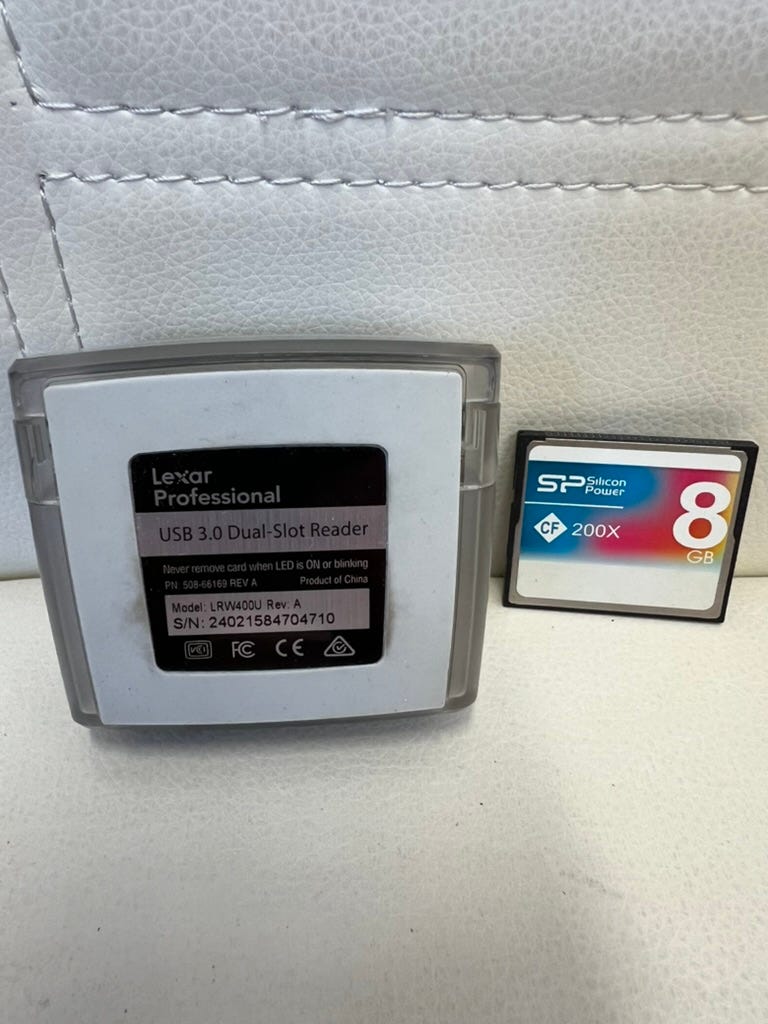 Lexar
Professional
USB 3.0 Dual-Slot Reader
Never remove card when LED is ON or blinking
PN: 508-66169 REV A Product of China
Model: LRW400U Rev: A
S/N: 24021584704710
VCI FC CE
SP Silicon
Power
CF 200X
8
GB